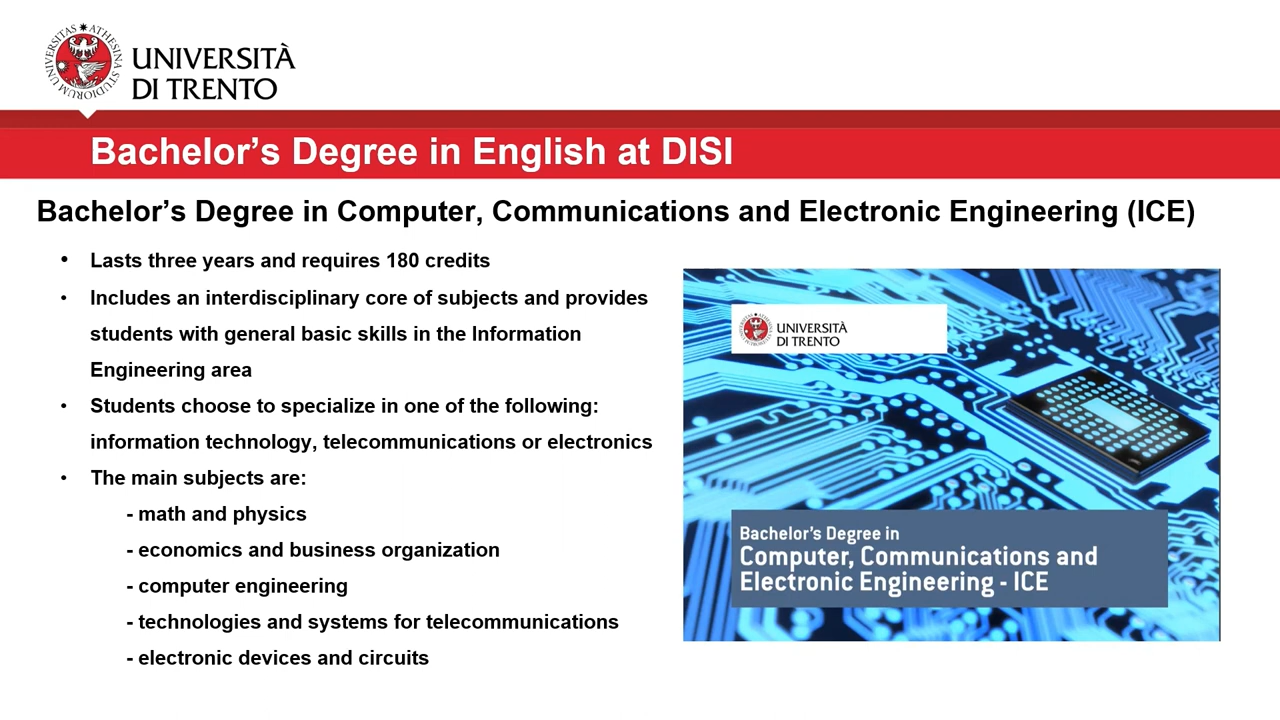 UNIVERSITÀ
DI TRENTO
UNIVERSITAS ATHESINA STUDIORUM
Bachelor’s Degree in English at DISI
Bachelor’s Degree in Computer, Communications and Electronic Engineering (ICE)
• Lasts three years and requires 180 credits
• Includes an interdisciplinary core of subjects and provides
students with general basic skills in the Information
Engineering area
• Students choose to specialize in one of the following:
information technology, telecommunications or electronics
• The main subjects are:
- math and physics
- economics and business organization
- computer engineering
- technologies and systems for telecommunications
- electronic devices and circuits
UNIVERSITÀ
DI TRENTO
Bachelor’s Degree in
Computer, Communications and
Electronic Engineering - ICE